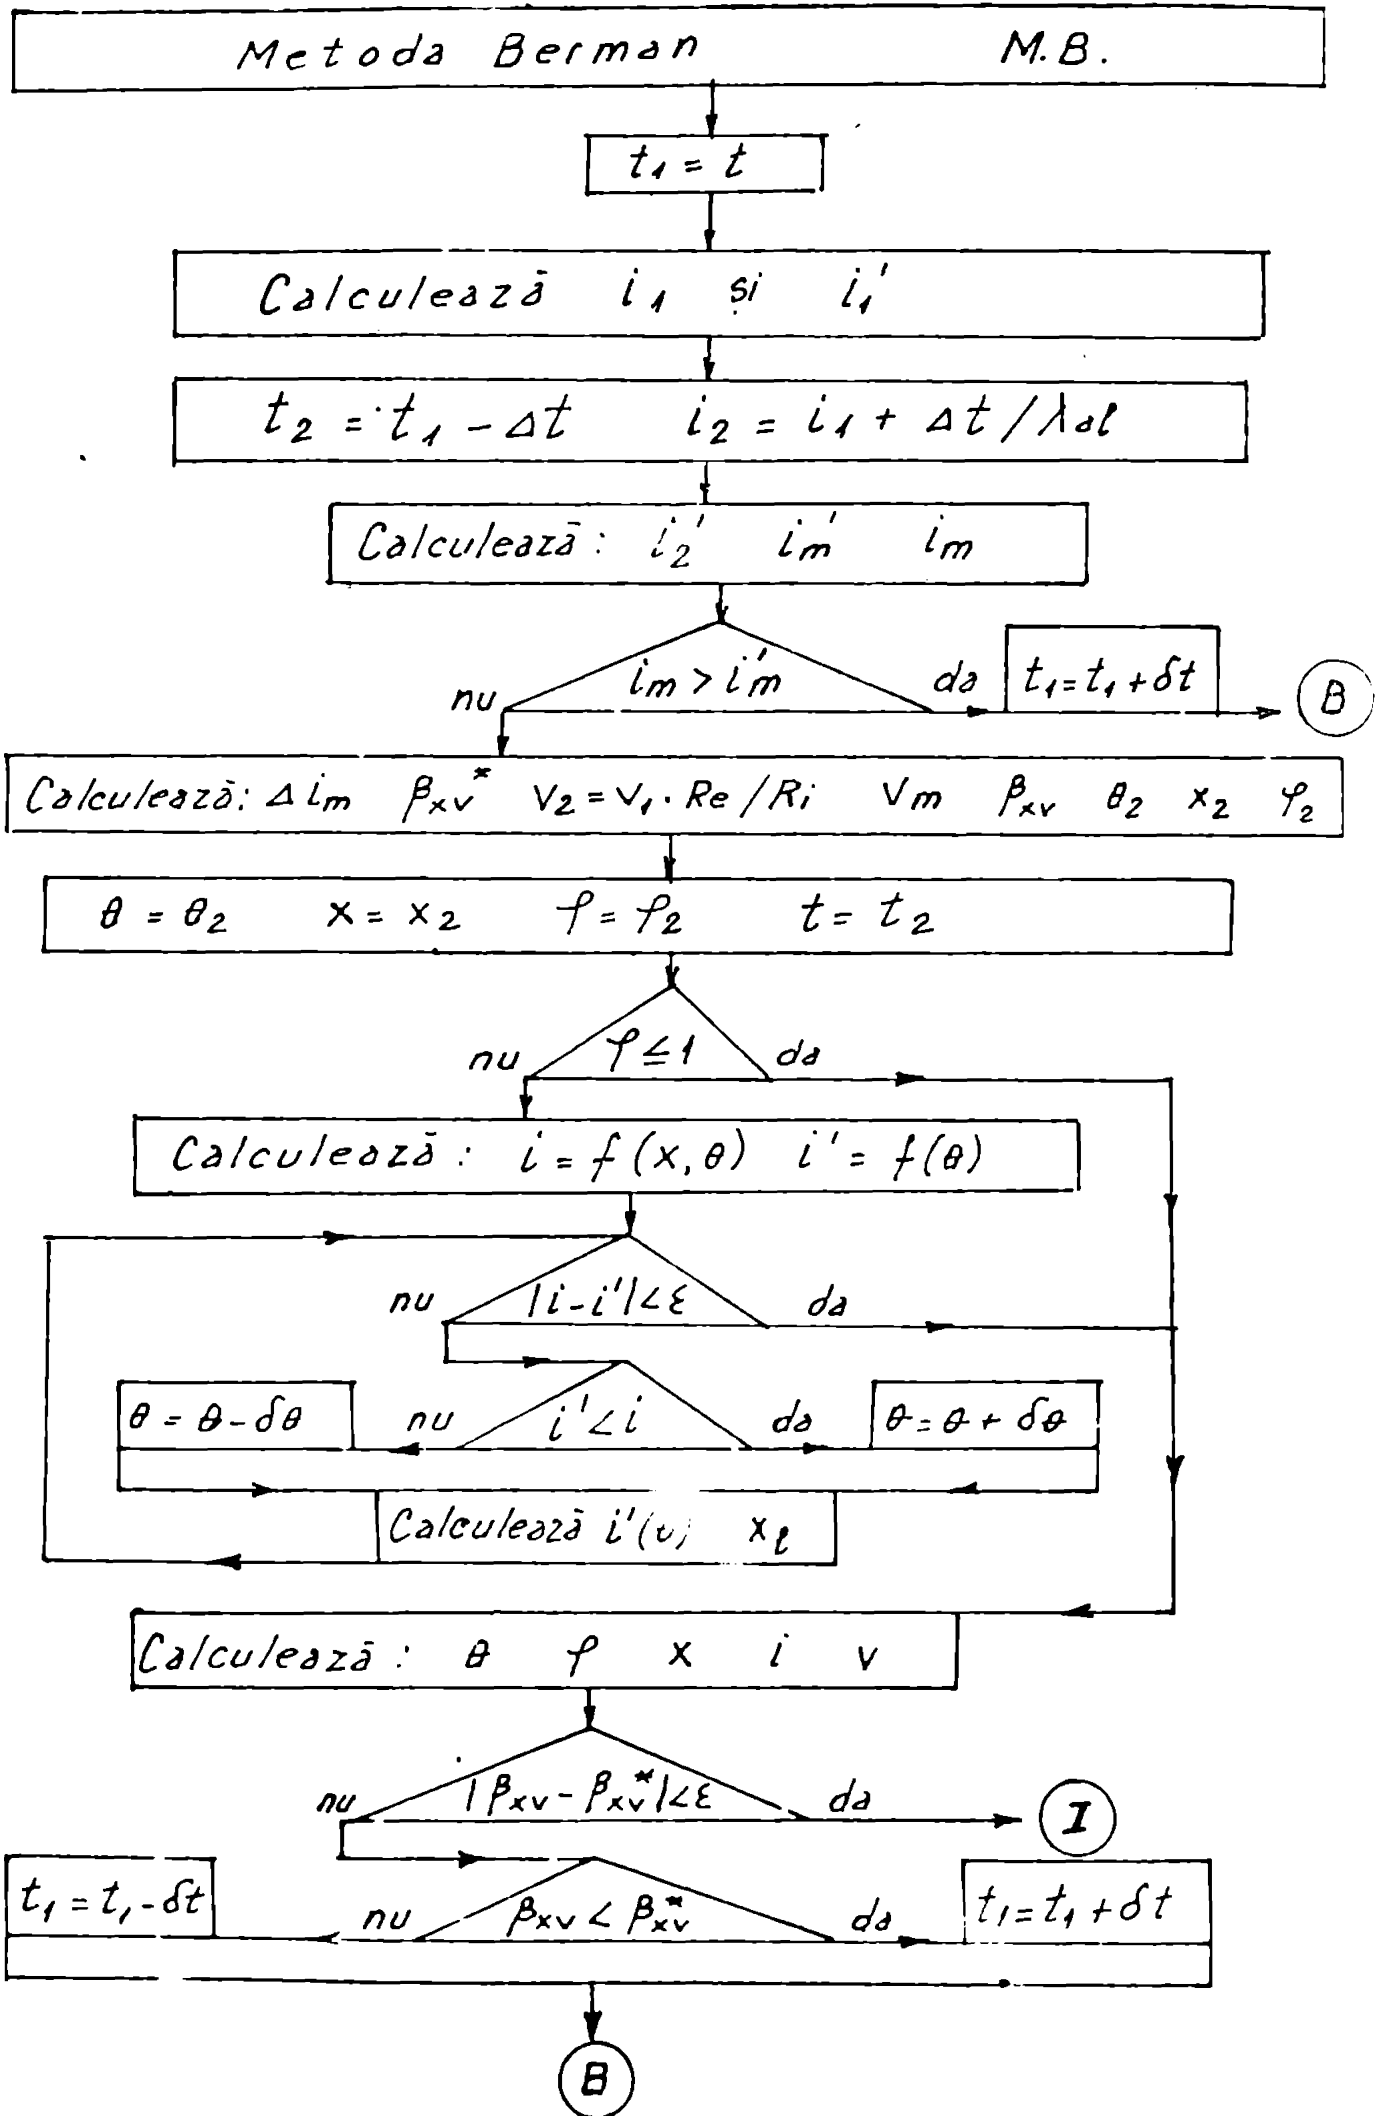 Metoda Berman M.B.
t₁ = t
Calculează i₁ și i₁'
t₂ = t₁ - Δt i₂ = i₁ + Δt / λal
Calculează : i₂' im' im
im > im'
nu da t₁ = t₁ + δt B
Calculează: Δim βxv* V₂ = V₁ . Re / Ri Vm βxv θ₂ x₂ φ₂
θ = θ₂ x = x₂ φ = φ₂ t = t₂
nu φ ≤ 1 da
Calculează : i = f (x, θ) i' = f(θ)
nu |i - i'| < ε da
θ = θ - δθ nu i' < i da θ = θ + δθ
Calculează i' xl
Calculează : θ φ x i v
nu |βxv - βxv*| < ε da I
t₁ = t₁ - δt nu βxv < βxv* da t₁ = t₁ + δt
B